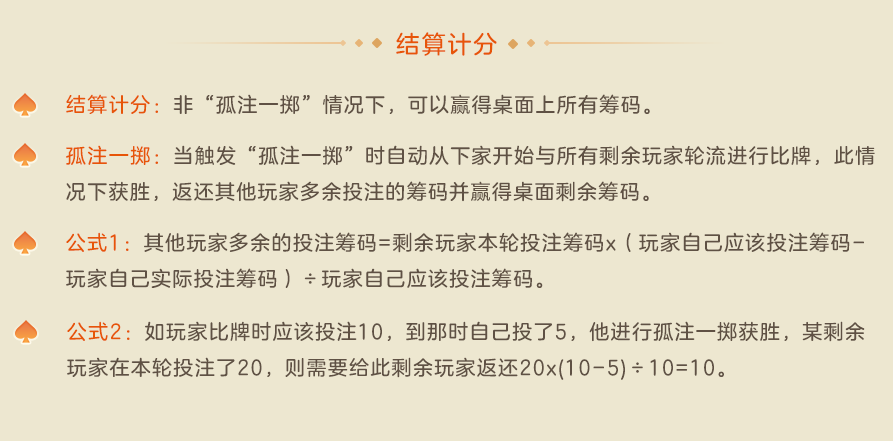 结算计分
结算计分：非“孤注一掷”情况下，可以赢得桌面上所有筹码。
孤注一掷：当触发“孤注一掷”时自动从下家开始与所有剩余玩家轮流进行比牌，此情
况下获胜，返还其他玩家多余投注的筹码并赢得桌面剩余筹码。
公式1：其他玩家多余的投注筹码=剩余玩家本轮投注筹码x（玩家自己应该投注筹码-
玩家自己实际投注筹码）÷玩家自己应该投注筹码。
公式2：如玩家比牌时应该投注10，到那时自己投了5，他进行孤注一掷获胜，某剩余
玩家在本轮投注了20，则需要给此剩余玩家返还20x(10-5)÷10=10。